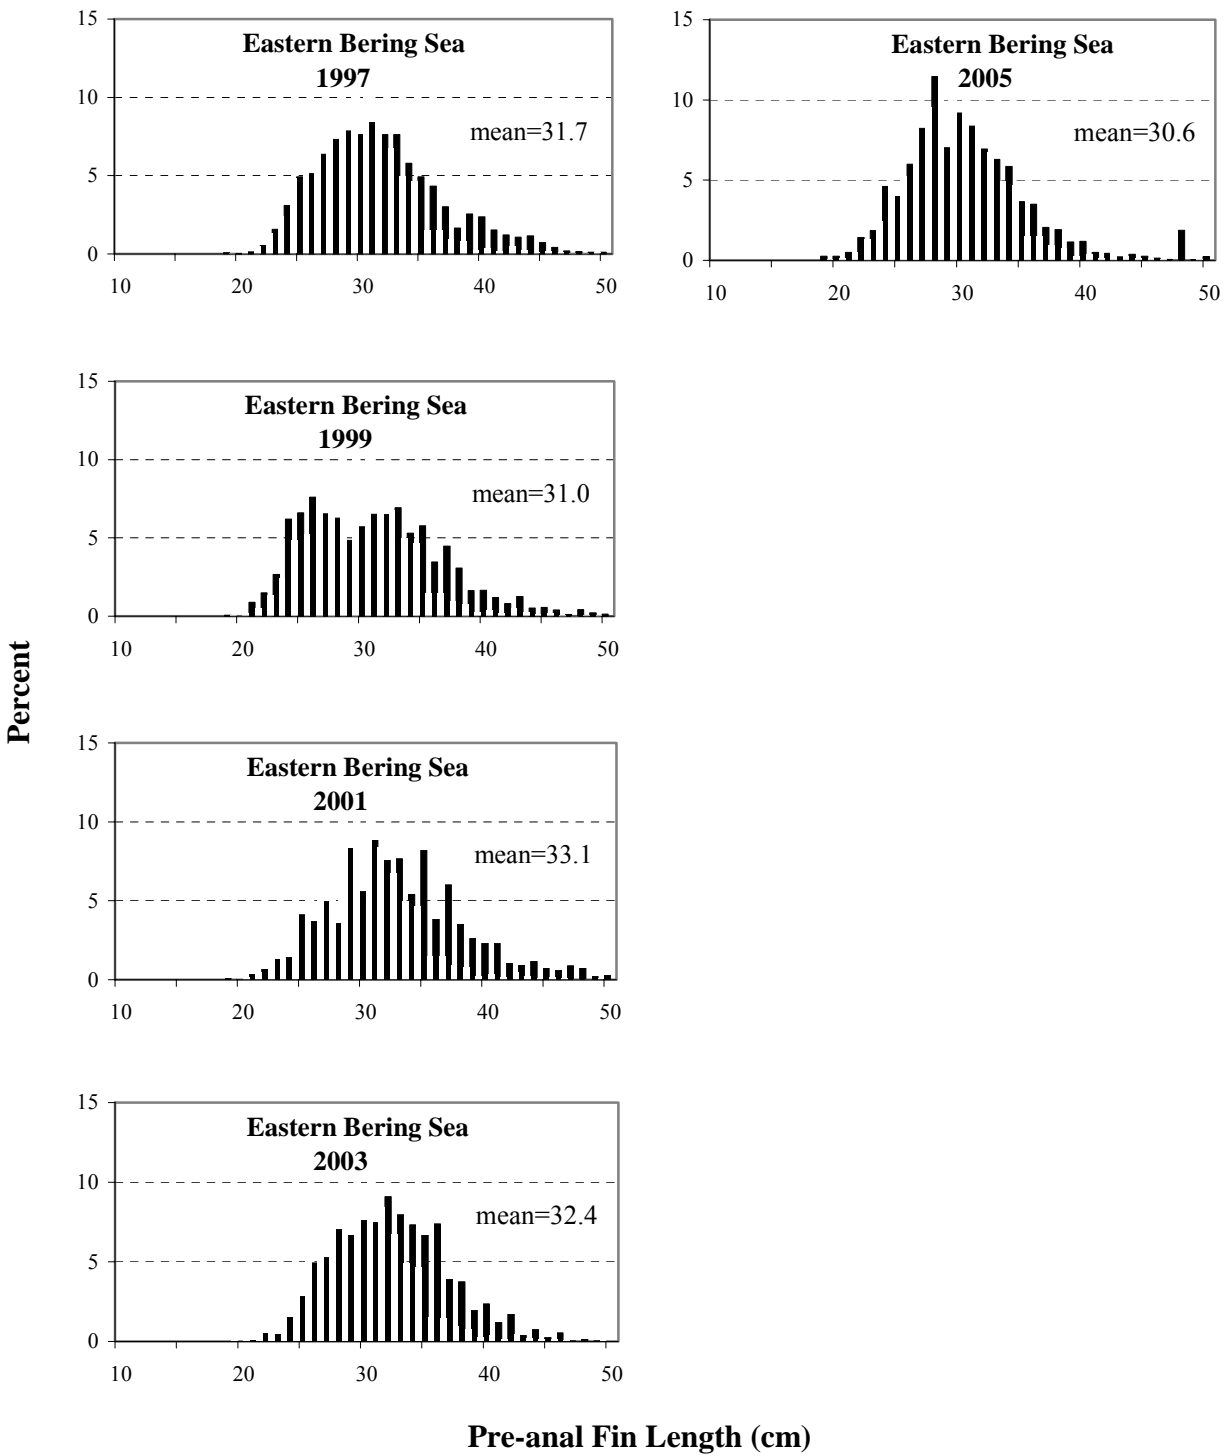 Eastern Bering Sea
1997
mean=31.7
15
10
5
0
10 20 30 40 50
Eastern Bering Sea
2005
mean=30.6
15
10
5
0
10 20 30 40 50
Eastern Bering Sea
1999
mean=31.0
15
10
5
0
10 20 30 40 50
Percent
Eastern Bering Sea
2001
mean=33.1
15
10
5
0
10 20 30 40 50
Eastern Bering Sea
2003
mean=32.4
15
10
5
0
10 20 30 40 50
Pre-anal Fin Length (cm)